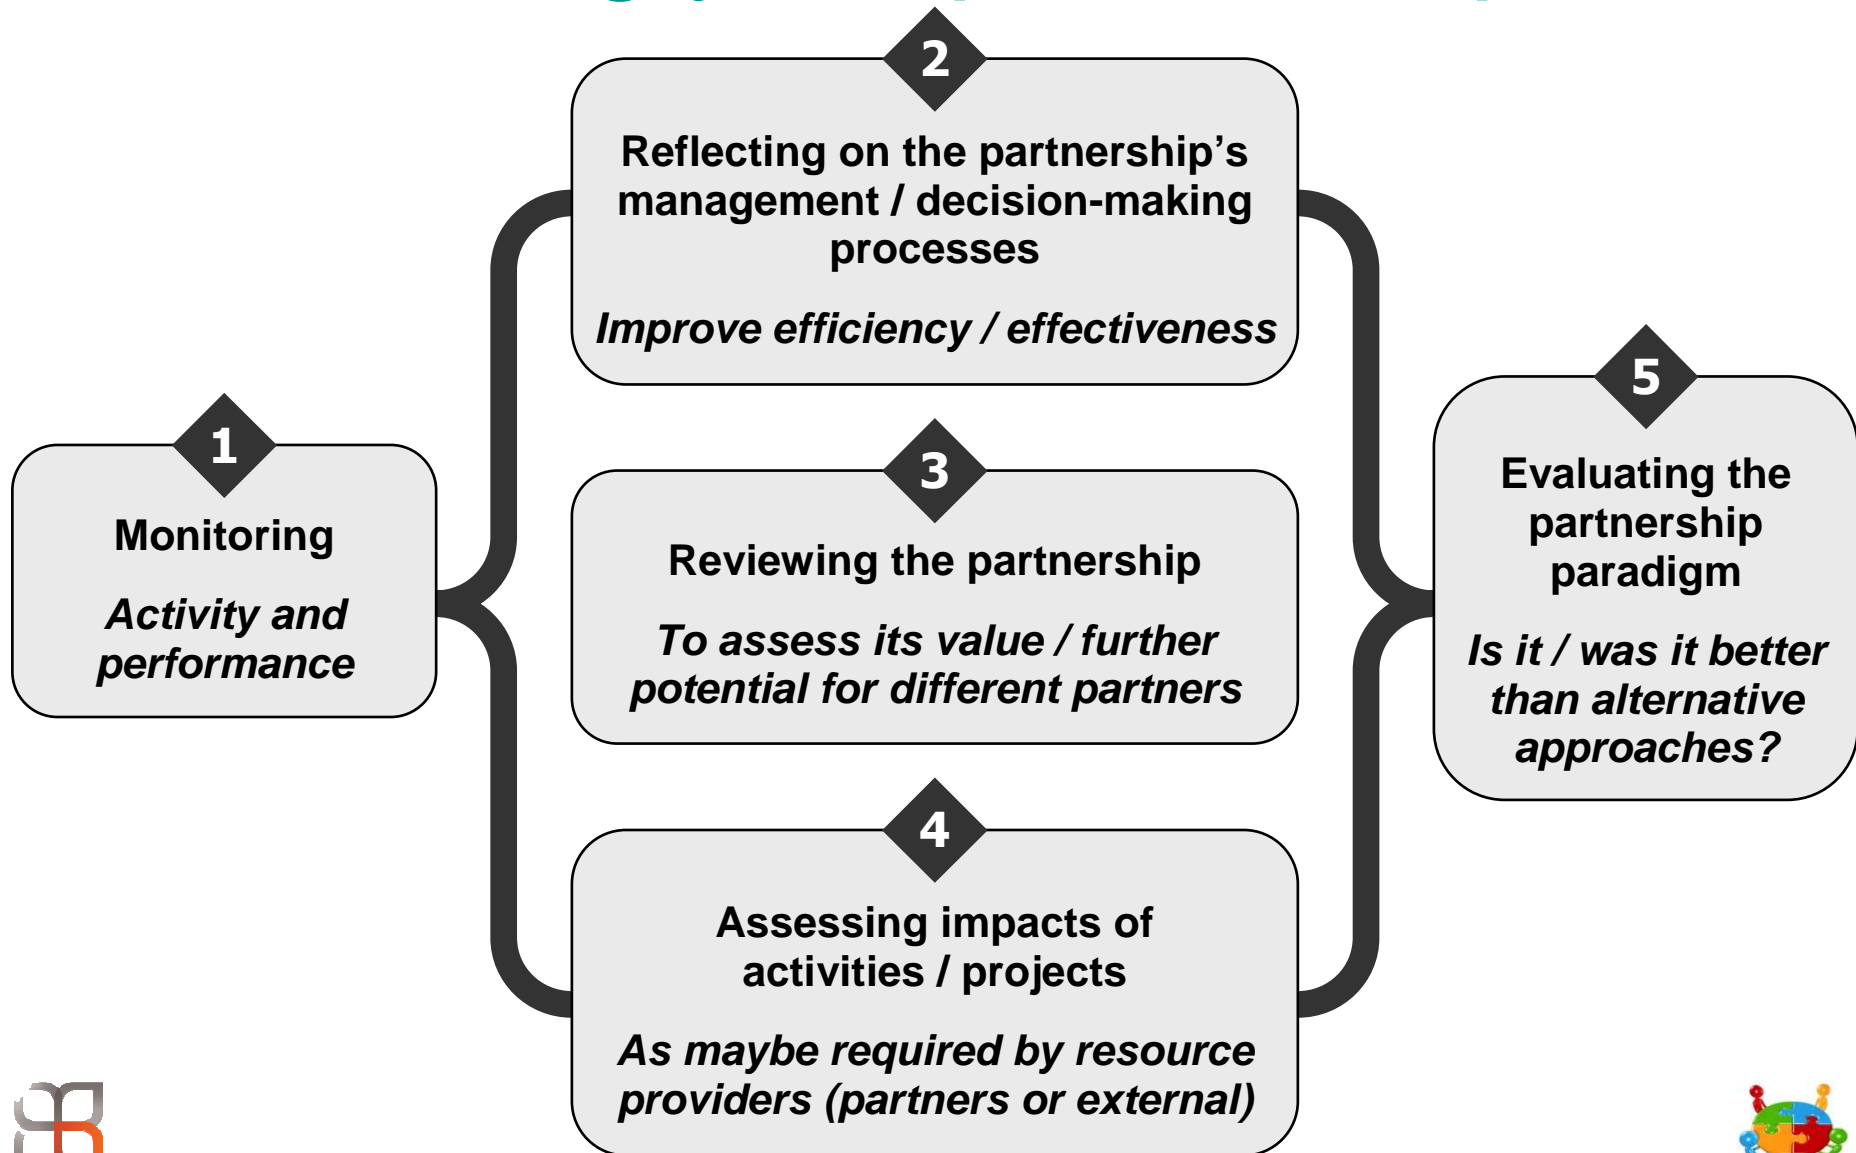 1
Monitoring
Activity and
performance
2
Reflecting on the partnership’s
management / decision-making
processes
Improve efficiency / effectiveness
3
Reviewing the partnership
To assess its value / further
potential for different partners
4
Assessing impacts of
activities / projects
As maybe required by resource
providers (partners or external)
5
Evaluating the
partnership
paradigm
Is it / was it better
than alternative
approaches?